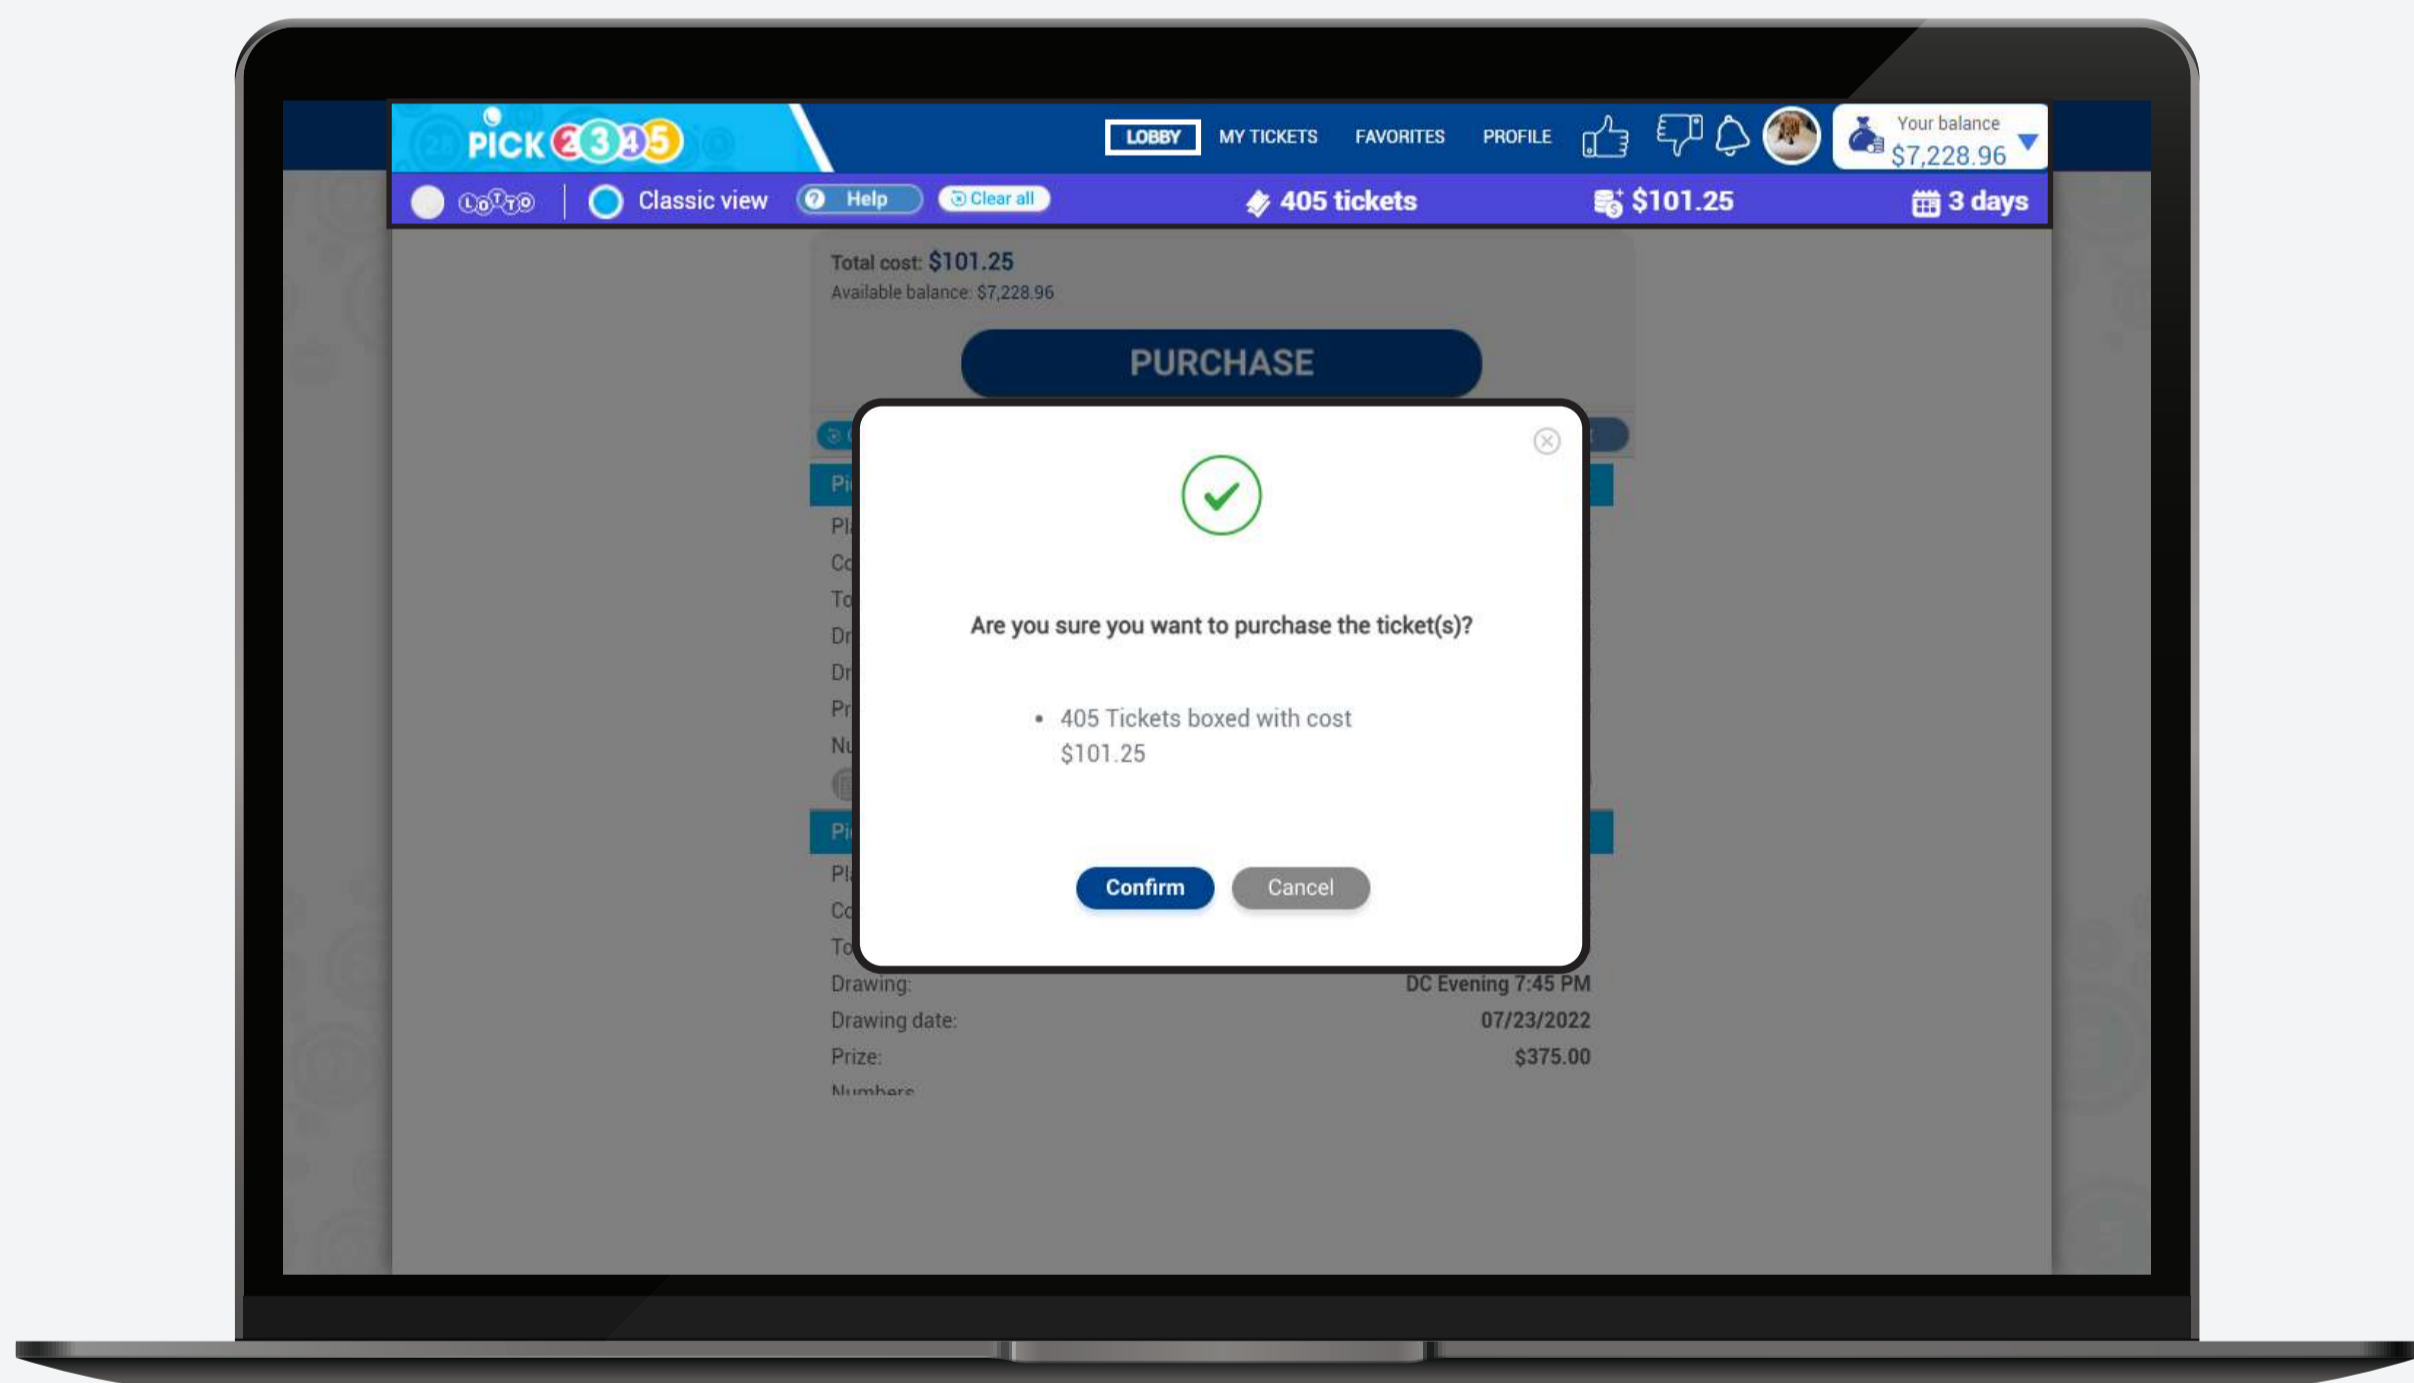 PiCK 2345
LOBBY MY TICKETS FAVORITES PROFILE
Your balance
$7,228.96
LOTTO Classic view ? Help Clear all 405 tickets $101.25 3 days
Total cost: $101.25
Available balance: $7,228.96
PURCHASE
Are you sure you want to purchase the ticket(s)?
• 405 Tickets boxed with cost
$101.25
Confirm Cancel
Drawing: DC Evening 7:45 PM
Drawing date: 07/23/2022
Prize: $375.00
Numbers